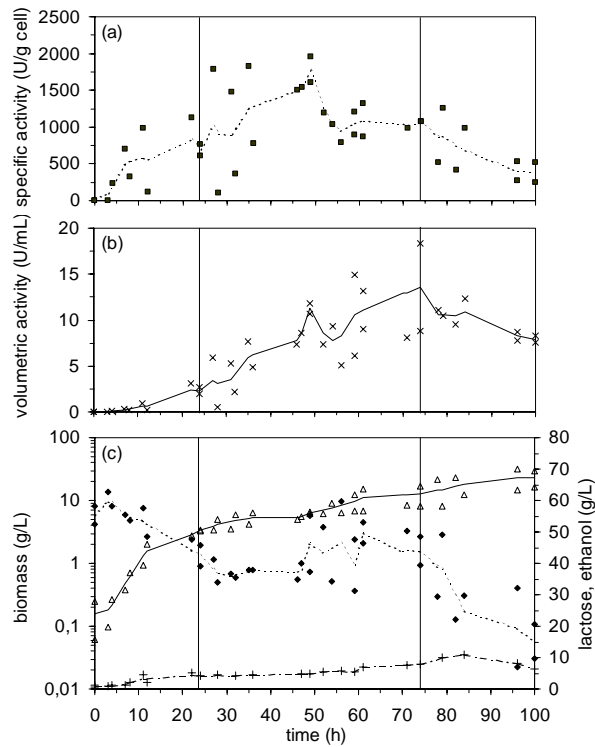 (a)
specific activity (U/g cell)
2500
2000
1500
1000
500
0
(b)
volumetric activity (U/mL)
20
15
10
5
0
(c)
biomass (g/L)
100
10
1
0,1
0,01
lactose, ethanol (g/L)
80
70
60
50
40
30
20
10
0
0 10 20 30 40 50 60 70 80 90 100
time (h)